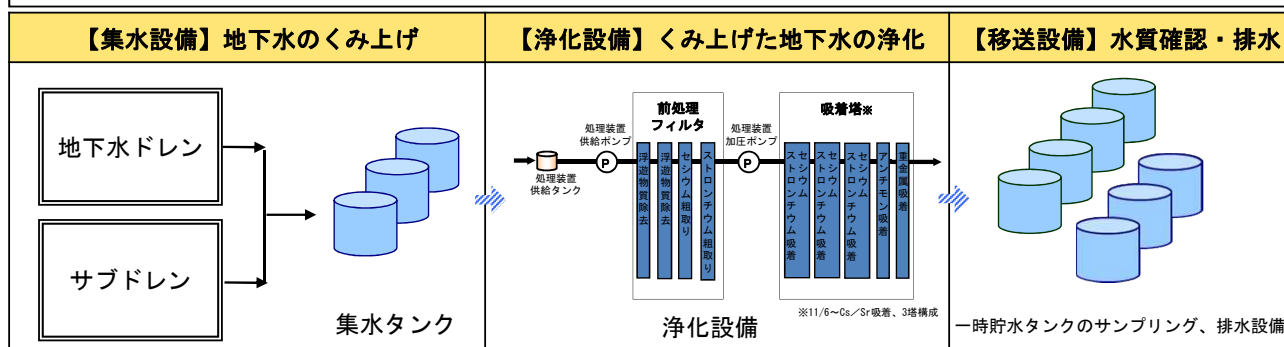 【集水設備】地下水のくみ上げ
【浄化設備】くみ上げた地下水の浄化
【移送設備】水質確認・排水
地下水ドレン
サブドレン
集水タンク
処理装置
供給タンク
処理装置
供給ポンプ
P
前処理
フィルタ
浮遊物質除去
浮遊物質除去
セシウム粗取り
ストロンチウム粗取り
処理装置
加圧ポンプ
P
吸着塔※
セシウム
ストロンチウム吸着
セシウム
ストロンチウム吸着
セシウム
ストロンチウム吸着
アンチモン吸着
重金属吸着
※11/6～Cs／Sr吸着、3塔構成
浄化設備
一時貯水タンクのサンプリング、排水設備